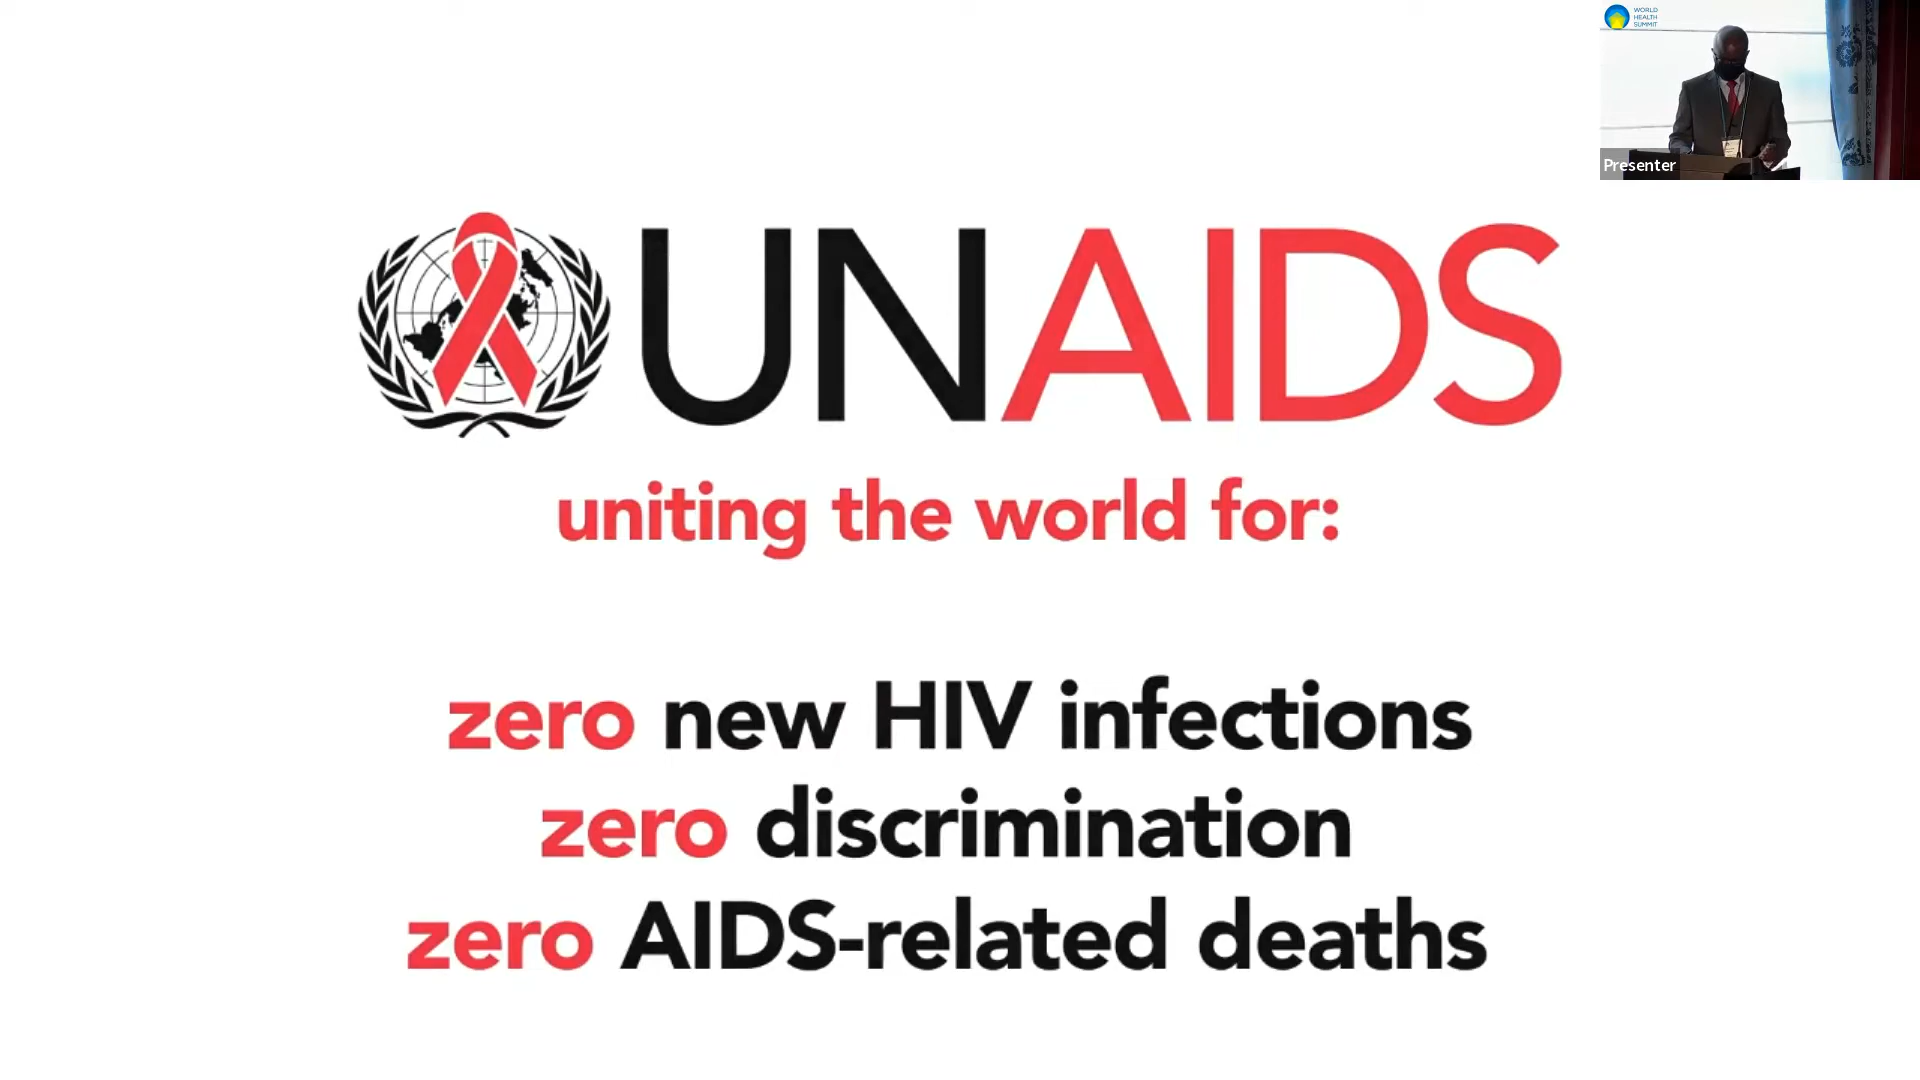 WORLD
HEALTH
SUMMIT
Presenter
UNAIDS
uniting the world for:
zero new HIV infections
zero discrimination
zero AIDS-related deaths